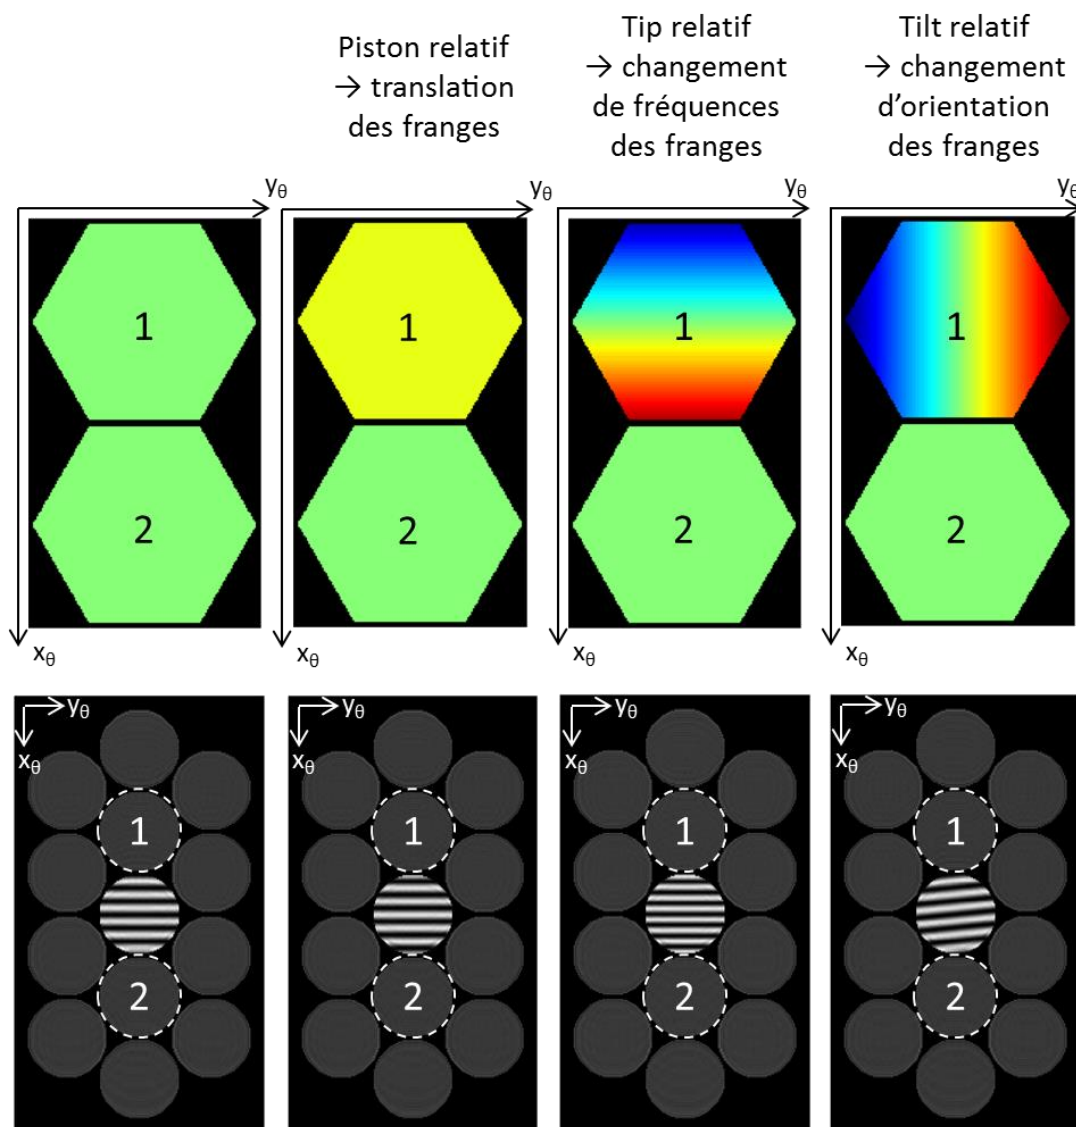 Piston relatif
→ translation
des franges
Tip relatif
→ changement
de fréquences
des franges
Tilt relatif
→ changement
d’orientation
des franges
yθ
yθ
yθ
yθ
1
1
1
1
2
2
2
2
xθ
xθ
xθ
xθ
yθ
yθ
yθ
yθ
xθ
xθ
xθ
xθ
1
1
1
1
2
2
2
2